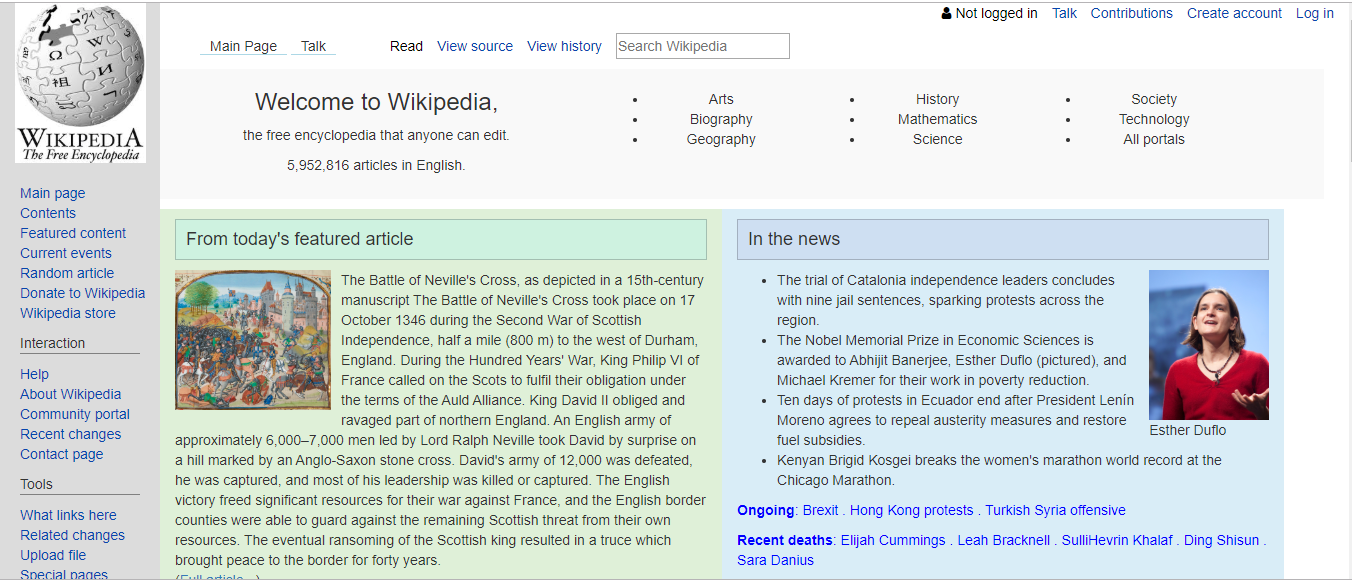 Not logged in Talk Contributions Create account Log in
Main Page Talk Read View source View history Search Wikipedia
WIKIPEDIA
The Free Encyclopedia
Main page
Contents
Featured content
Current events
Random article
Donate to Wikipedia
Wikipedia store
Interaction
Help
About Wikipedia
Community portal
Recent changes
Contact page
Tools
What links here
Related changes
Upload file
Special pages
Welcome to Wikipedia,
the free encyclopedia that anyone can edit.
5,952,816 articles in English.
Arts
Biography
Geography
History
Mathematics
Science
Society
Technology
All portals
From today's featured article
The Battle of Neville's Cross, as depicted in a 15th-century
manuscript The Battle of Neville's Cross took place on 17
October 1346 during the Second War of Scottish
Independence, half a mile (800 m) to the west of Durham,
England. During the Hundred Years' War, King Philip VI of
France called on the Scots to fulfil their obligation under
the terms of the Auld Alliance. King David II obliged and
ravaged part of northern England. An English army of
approximately 6,000–7,000 men led by Lord Ralph Neville took David by surprise on
a hill marked by an Anglo-Saxon stone cross. David's army of 12,000 was defeated,
he was captured, and most of his leadership was killed or captured. The English
victory freed significant resources for their war against France, and the English border
counties were able to guard against the remaining Scottish threat from their own
resources. The eventual ransoming of the Scottish king resulted in a truce which
brought peace to the border for forty years.
(Full article...)
In the news
The trial of Catalonia independence leaders concludes
with nine jail sentences, sparking protests across the
region.
The Nobel Memorial Prize in Economic Sciences is
awarded to Abhijit Banerjee, Esther Duflo (pictured), and
Michael Kremer for their work in poverty reduction.
Ten days of protests in Ecuador end after President Lenín
Moreno agrees to repeal austerity measures and restore
fuel subsidies.
Kenyan Brigid Kosgei breaks the women's marathon world record at the
Chicago Marathon.
Esther Duflo
Ongoing: Brexit . Hong Kong protests . Turkish Syria offensive
Recent deaths: Elijah Cummings . Leah Bracknell . SulliHevrin Khalaf . Ding Shisun .
Sara Danius